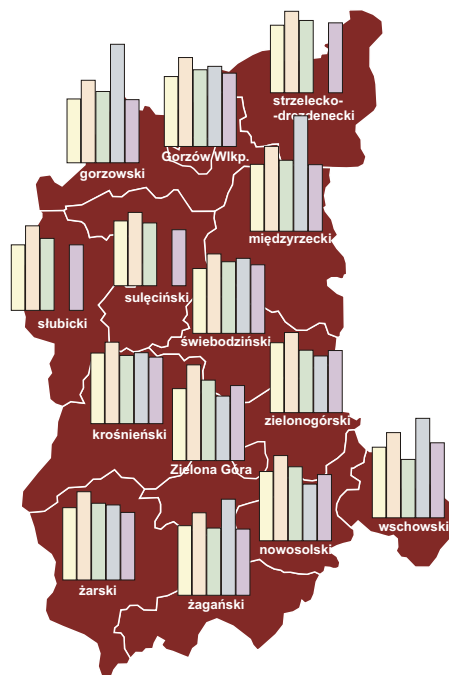 strzelecko-
-drezdenecki
Gorzów Wlkp.
gorzowski
międzyrzecki
sulęciński
słubicki
świebodziński
zielonogórski
krośnieński
Zielona Góra
wschowski
nowosolski
żarski
żagański